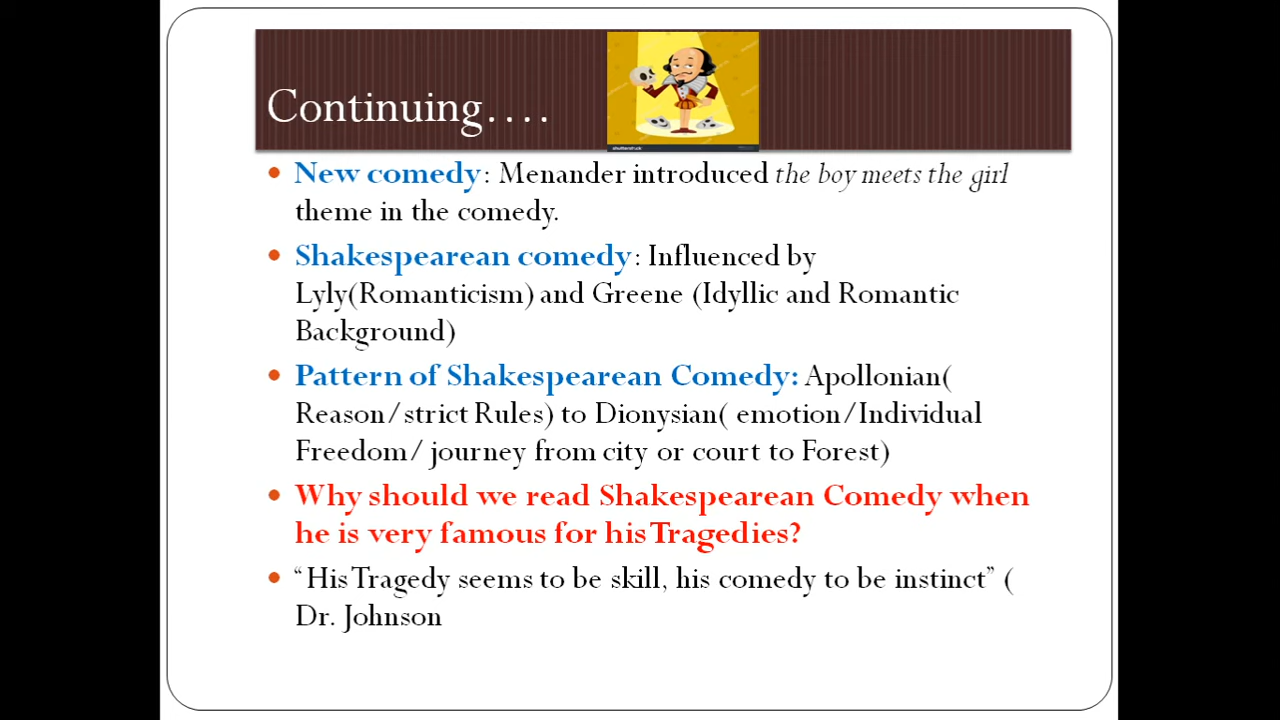 Continuing….
shutterstock
New comedy: Menander introduced the boy meets the girl
theme in the comedy.
Shakespearean comedy: Influenced by
Lyly(Romanticism) and Greene (Idyllic and Romantic
Background)
Pattern of Shakespearean Comedy: Apollonian(
Reason/strict Rules) to Dionysian( emotion/Individual
Freedom/ journey from city or court to Forest)
Why should we read Shakespearean Comedy when
he is very famous for his Tragedies?
“His Tragedy seems to be skill, his comedy to be instinct” (
Dr. Johnson